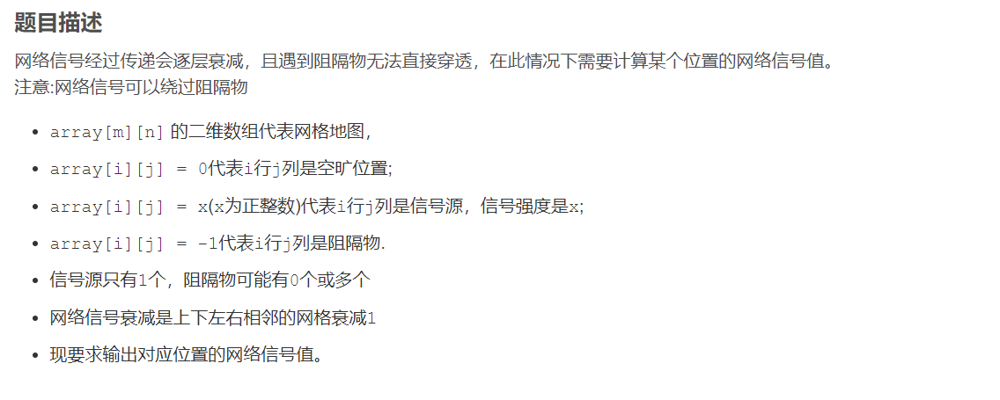 题目描述
网络信号经过传递会逐层衰减，且遇到阻隔物无法直接穿透，在此情况下需要计算某个位置的网络信号值。
注意:网络信号可以绕过阻隔物
• array[m][n] 的二维数组代表网格地图，
• array[i][j] = 0代表i行j列是空旷位置;
• array[i][j] = x(x为正整数)代表i行j列是信号源，信号强度是x;
• array[i][j] = -1代表i行j列是阻隔物.
• 信号源只有1个，阻隔物可能有0个或多个
• 网络信号衰减是上下左右相邻的网格衰减1
• 现要求输出对应位置的网络信号值。